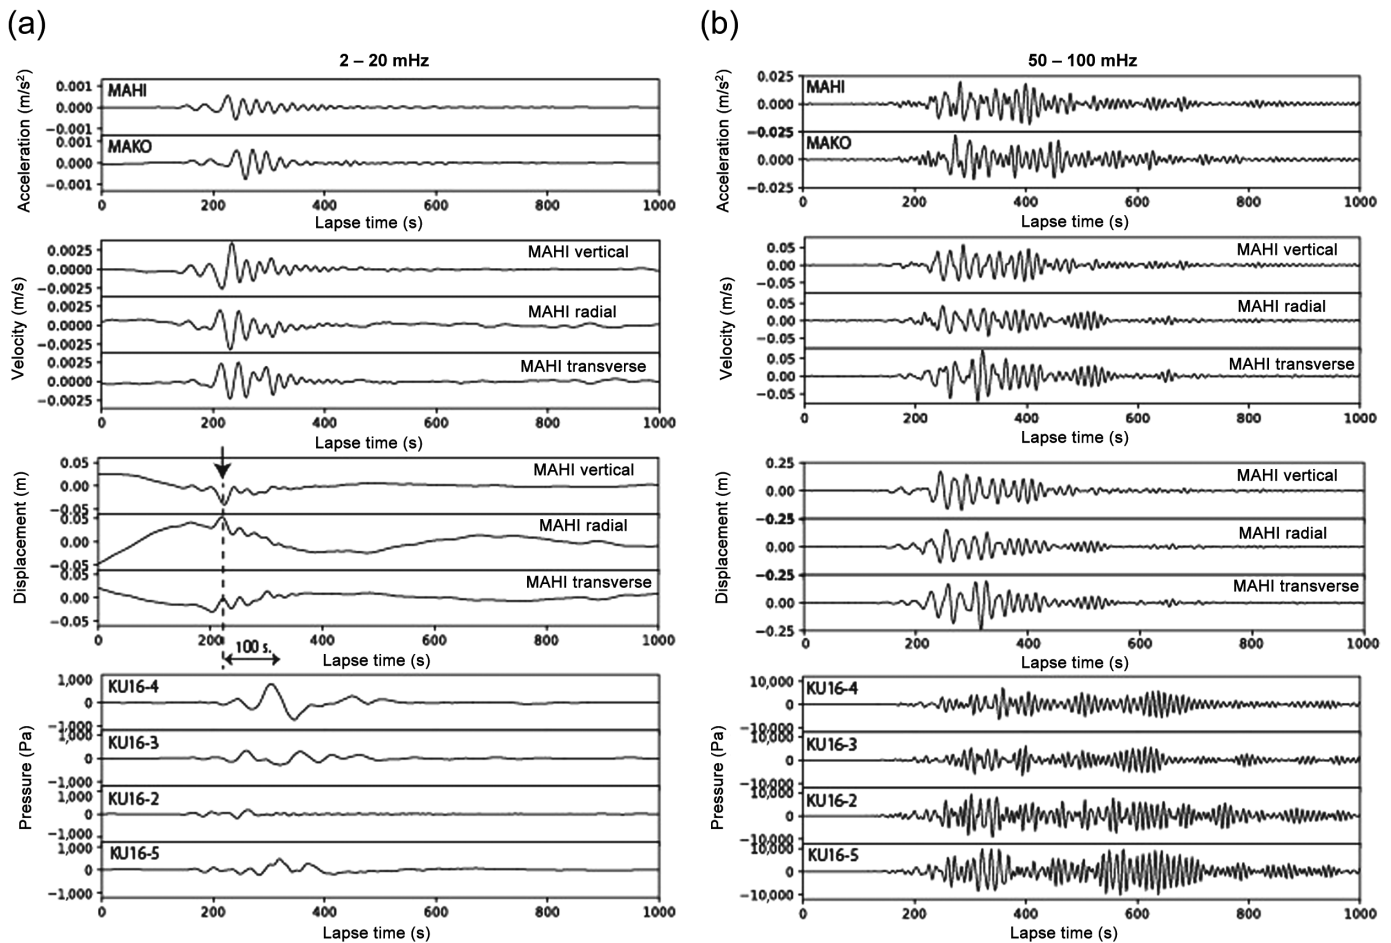 (a)
2 – 20 mHz
Acceleration (m/s²)
0.001
0.000
−0.001
MAHI
0.001
0.000
−0.001
MAKO
0 200 400 600 800 1000
Lapse time (s)
Velocity (m/s)
0.0025
0.0000
−0.0025
MAHI vertical
0.0025
0.0000
−0.0025
MAHI radial
0.0025
0.0000
−0.0025
MAHI transverse
0 200 400 600 800 1000
Lapse time (s)
Displacement (m)
0.05
0.00
−0.05
MAHI vertical
0.05
0.00
−0.05
MAHI radial
0.05
0.00
−0.05
MAHI transverse
0 200 400 600 800 1000
100 s.
Lapse time (s)
Pressure (Pa)
1,000
0
−1,000
KU16-4
1,000
0
−1,000
KU16-3
1,000
0
−1,000
KU16-2
1,000
0
−1,000
KU16-5
0 200 400 600 800 1000
Lapse time (s)
(b)
50 – 100 mHz
Acceleration (m/s²)
0.025
0.000
−0.025
MAHI
0.000
−0.025
MAKO
0 200 400 600 800 1000
Lapse time (s)
Velocity (m/s)
0.05
0.00
−0.05
MAHI vertical
0.05
0.00
−0.05
MAHI radial
0.05
0.00
−0.05
MAHI transverse
0 200 400 600 800 1000
Lapse time (s)
Displacement (m)
0.25
0.00
−0.25
MAHI vertical
0.00
−0.25
MAHI radial
0.00
−0.25
MAHI transverse
0 200 400 600 800 1000
Lapse time (s)
Pressure (Pa)
10,000
0
−10,000
KU16-4
10,000
0
−10,000
KU16-3
10,000
0
−10,000
KU16-2
10,000
0
−10,000
KU16-5
0 200 400 600 800 1000
Lapse time (s)